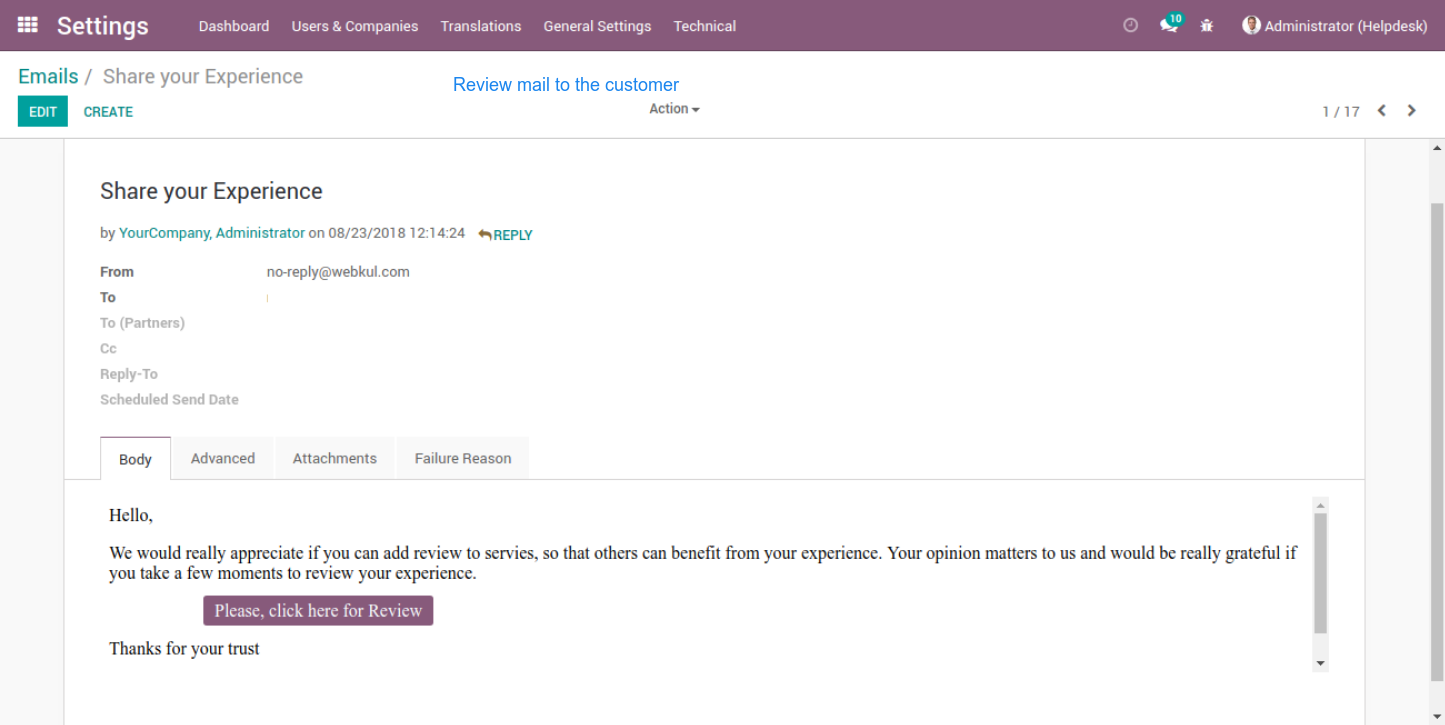 Settings Dashboard Users & Companies Translations General Settings Technical 10 Administrator (Helpdesk)
Emails / Share your Experience
Review mail to the customer
EDIT CREATE Action 1 / 17
Share your Experience
by YourCompany, Administrator on 08/23/2018 12:14:24 REPLY
From no-reply@webkul.com
To
To (Partners)
Cc
Reply-To
Scheduled Send Date
Body Advanced Attachments Failure Reason
Hello,
We would really appreciate if you can add review to servies, so that others can benefit from your experience. Your opinion matters to us and would be really grateful if
you take a few moments to review your experience.
Please, click here for Review
Thanks for your trust